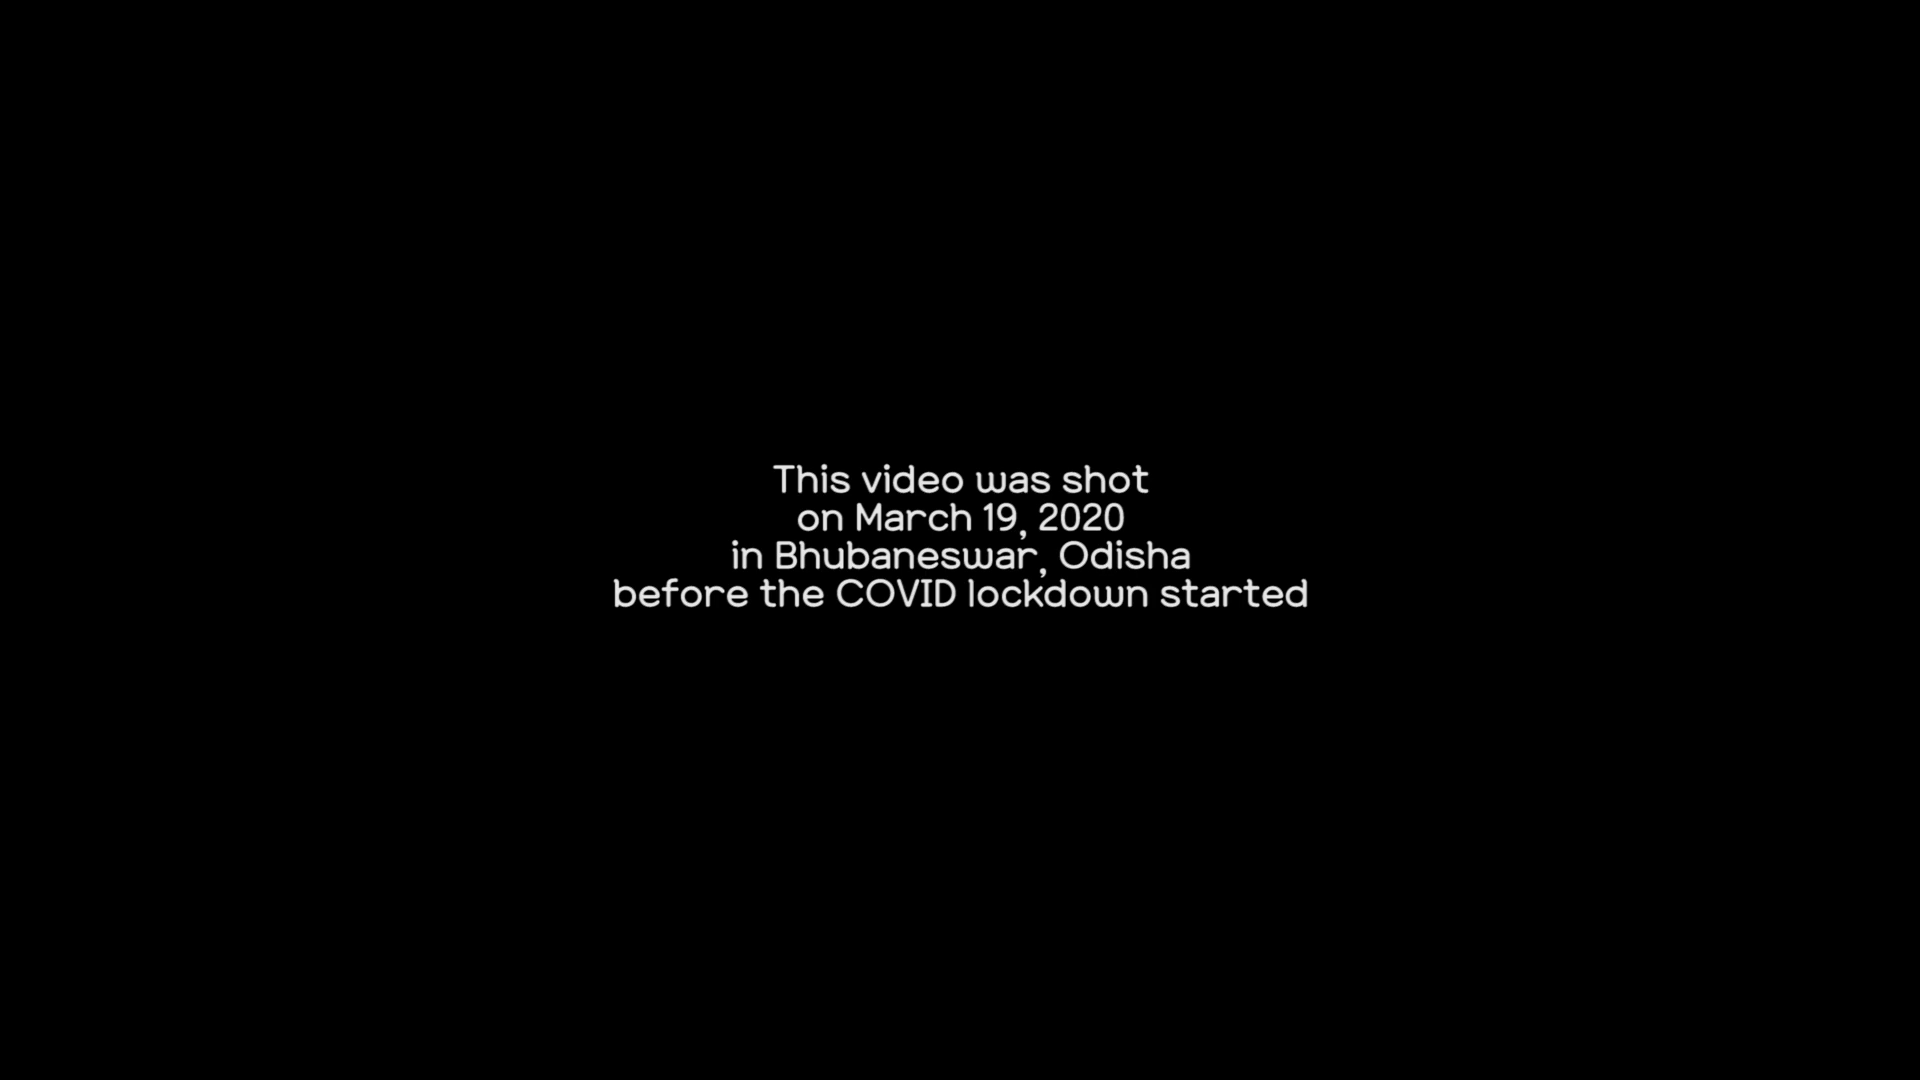 This video was shot
on March 19, 2020
in Bhubaneswar, Odisha
before the COVID lockdown started